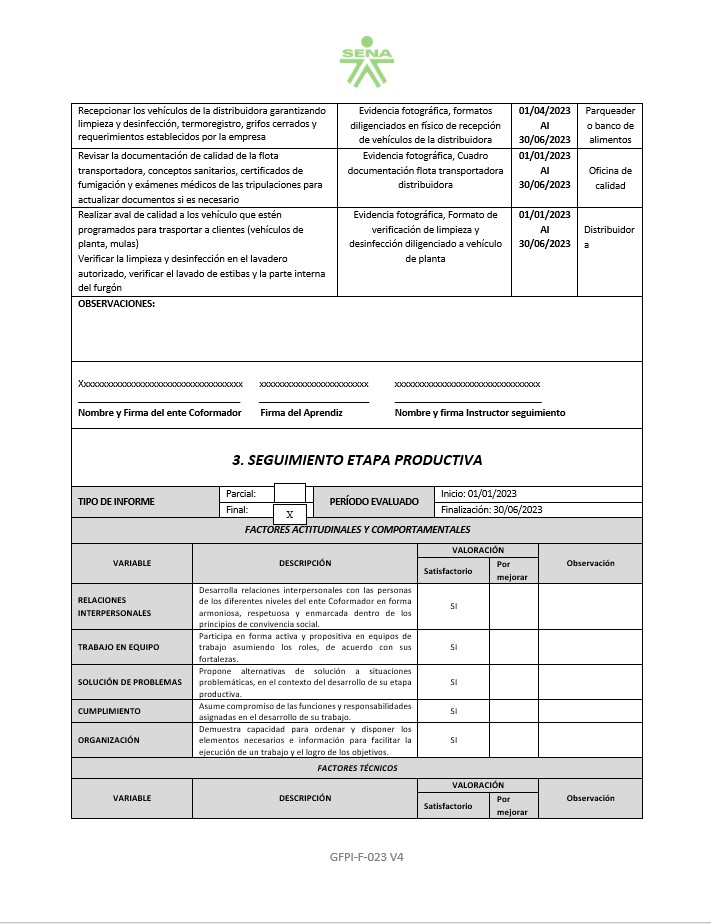 SENA
Recepcionar los vehículos de la distribuidora garantizando
limpieza y desinfección, termoregistro, grifos cerrados y
requerimientos establecidos por la empresa
Evidencia fotográfica, formatos
diligenciados en físico de recepción
de vehículos de la distribuidora
01/04/2023
Al
30/06/2023
Parqueader
o banco de
alimentos
Revisar la documentación de calidad de la flota
transportadora, conceptos sanitarios, certificados de
fumigación y exámenes médicos de las tripulaciones para
actualizar documentos si es necesario
Evidencia fotográfica, Cuadro
documentación flota transportadora
distribuidora
01/01/2023
Al
30/06/2023
Oficina de
calidad
Realizar aval de calidad a los vehículo que estén
programados para trasportar a clientes (vehículos de
planta, mulas)
Verificar la limpieza y desinfección en el lavadero
autorizado, verificar el lavado de estibas y la parte interna
del furgón
Evidencia fotográfica, Formato de
verificación de limpieza y
desinfección diligenciado a vehículo
de planta
01/01/2023
Al
30/06/2023
Distribuidor
a
OBSERVACIONES:
Xxxxxxxxxxxxxxxxxxxxxxxxxxxxxxxxxxx xxxxxxxxxxxxxxxxxxxxxxx xxxxxxxxxxxxxxxxxxxxxxxxxxxxxxx
Nombre y Firma del ente Coformador Firma del Aprendiz Nombre y firma Instructor seguimiento
3. SEGUIMIENTO ETAPA PRODUCTIVA
TIPO DE INFORME
Parcial:
Final: X
PERÍODO EVALUADO
Inicio: 01/01/2023
Finalización: 30/06/2023
FACTORES ACTITUDINALES Y COMPORTAMENTALES
VARIABLE
DESCRIPCIÓN
VALORACIÓN
Satisfactorio
Por
mejorar
Observación
RELACIONES
INTERPERSONALES
Desarrolla relaciones interpersonales con las personas
de los diferentes niveles del ente Coformador en forma
armoniosa, respetuosa y enmarcada dentro de los
principios de convivencia social.
SI
TRABAJO EN EQUIPO
Participa en forma activa y propositiva en equipos de
trabajo asumiendo los roles, de acuerdo con sus
fortalezas.
SI
SOLUCIÓN DE PROBLEMAS
Propone alternativas de solución a situaciones
problemáticas, en el contexto del desarrollo de su etapa
productiva.
SI
CUMPLIMIENTO
Asume compromiso de las funciones y responsabilidades
asignadas en el desarrollo de su trabajo.
SI
ORGANIZACIÓN
Demuestra capacidad para ordenar y disponer los
elementos necesarios e información para facilitar la
ejecución de un trabajo y el logro de los objetivos.
SI
FACTORES TÉCNICOS
VARIABLE
DESCRIPCIÓN
VALORACIÓN
Satisfactorio
Por
mejorar
Observación
GFPI-F-023 V4